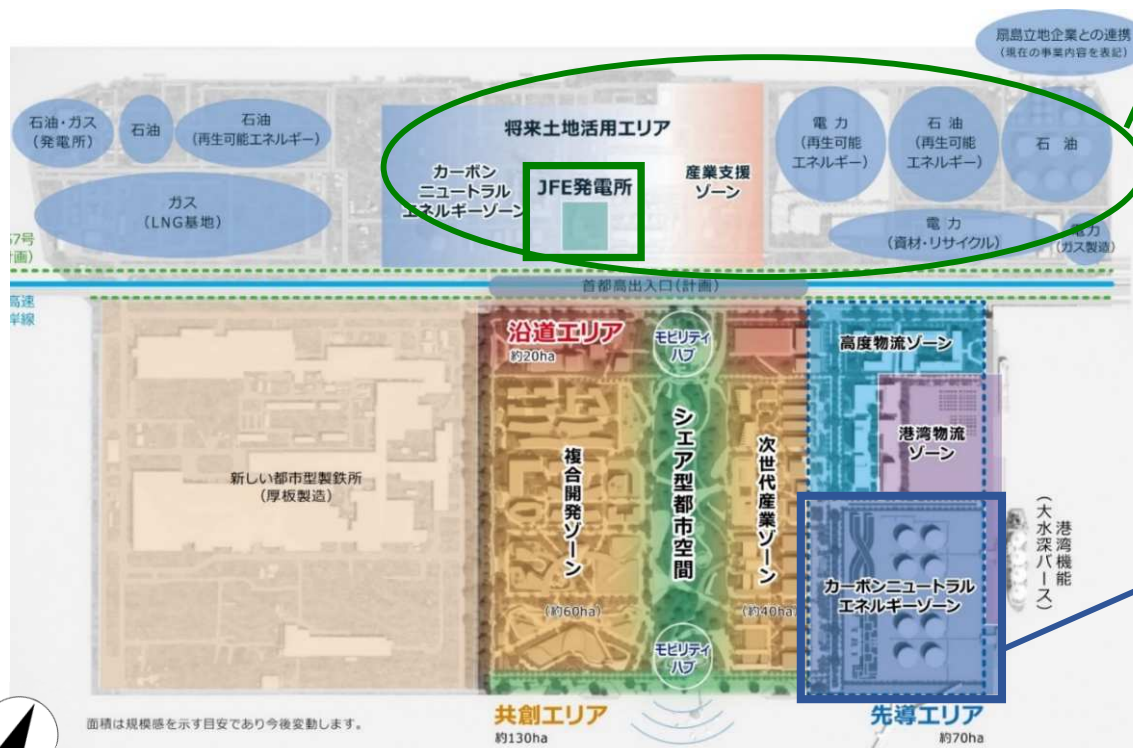 扇島立地企業との連携
(現在の事業内容を表記)
石油・ガス
(発電所)
石油
石油
(再生可能エネルギー)
ガス
(LNG基地)
将来土地活用エリア
カーボン
ニュートラル
エネルギーゾーン
JFE発電所
産業支援
ゾーン
電力
(再生可能
エネルギー)
石油
(再生可能
エネルギー)
石油
電力
(資材・リサイクル)
電力
(ガス製造)
57号
計画)
高速
岸線
首都高出入口(計画)
沿道エリア
約20ha
モビリティ
ハブ
高度物流ゾーン
港湾物流
ゾーン
新しい都市型製鉄所
(厚板製造)
複合開発ゾーン
(約60ha)
シェア型都市空間
次世代産業ゾーン
(約40ha)
カーボンニュートラル
エネルギーゾーン
港湾機能
(大水深バース)
モビリティ
ハブ
面積は規模感を示す目安であり今後変動します。
共創エリア
約130ha
先導エリア
約70ha